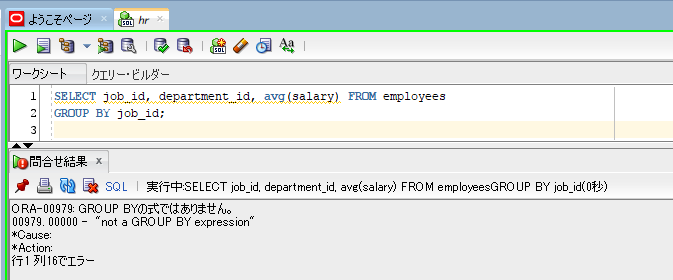 ようこそページ
hr
ワークシート クエリー・ビルダー
1 SELECT job_id, department_id, avg(salary) FROM employees
2 GROUP BY job_id;
3
問合せ結果
SQL | 実行中:SELECT job_id, department_id, avg(salary) FROM employeesGROUP BY job_id(0秒)
ORA-00979: GROUP BYの式ではありません。
00979. 00000 - "not a GROUP BY expression"
*Cause:
*Action:
行1 列16でエラー